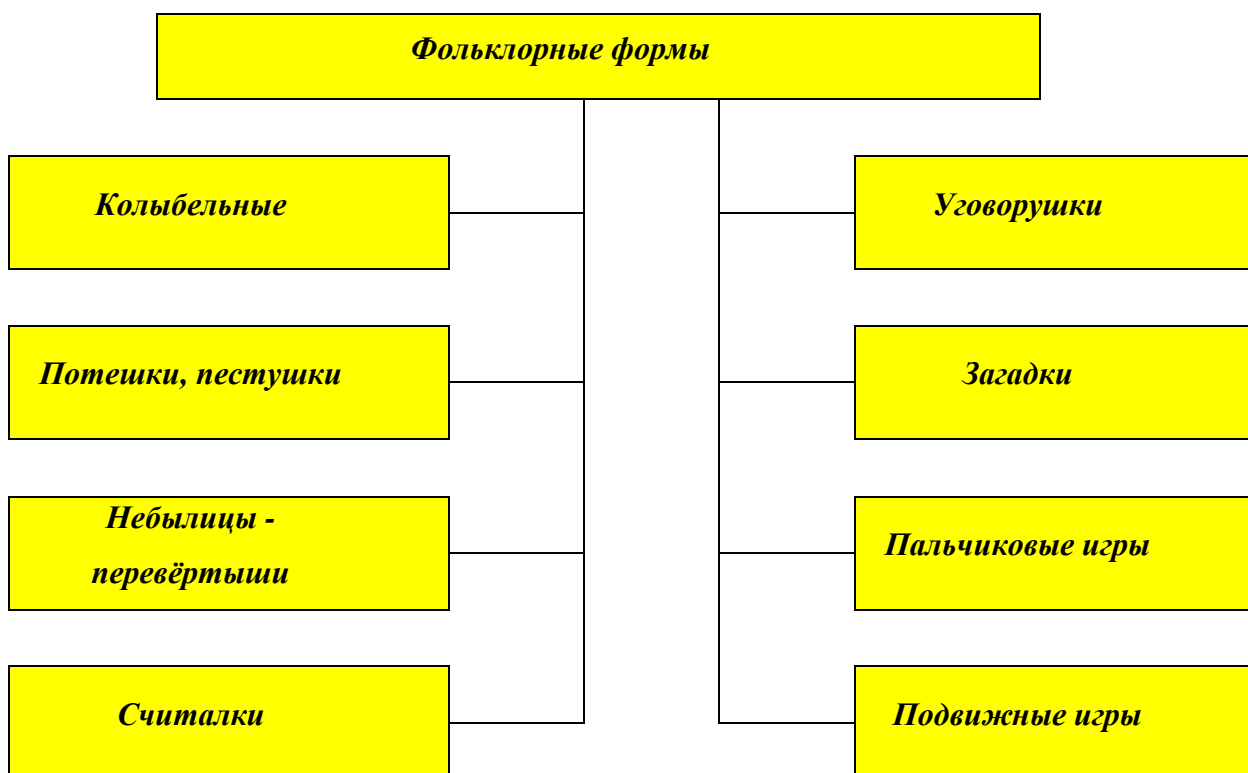 Фольклорные формы
Колыбельные
Уговорушки
Потешки, пестушки
Загадки
Небылицы -
перевёртыши
Пальчиковые игры
Считалки
Подвижные игры